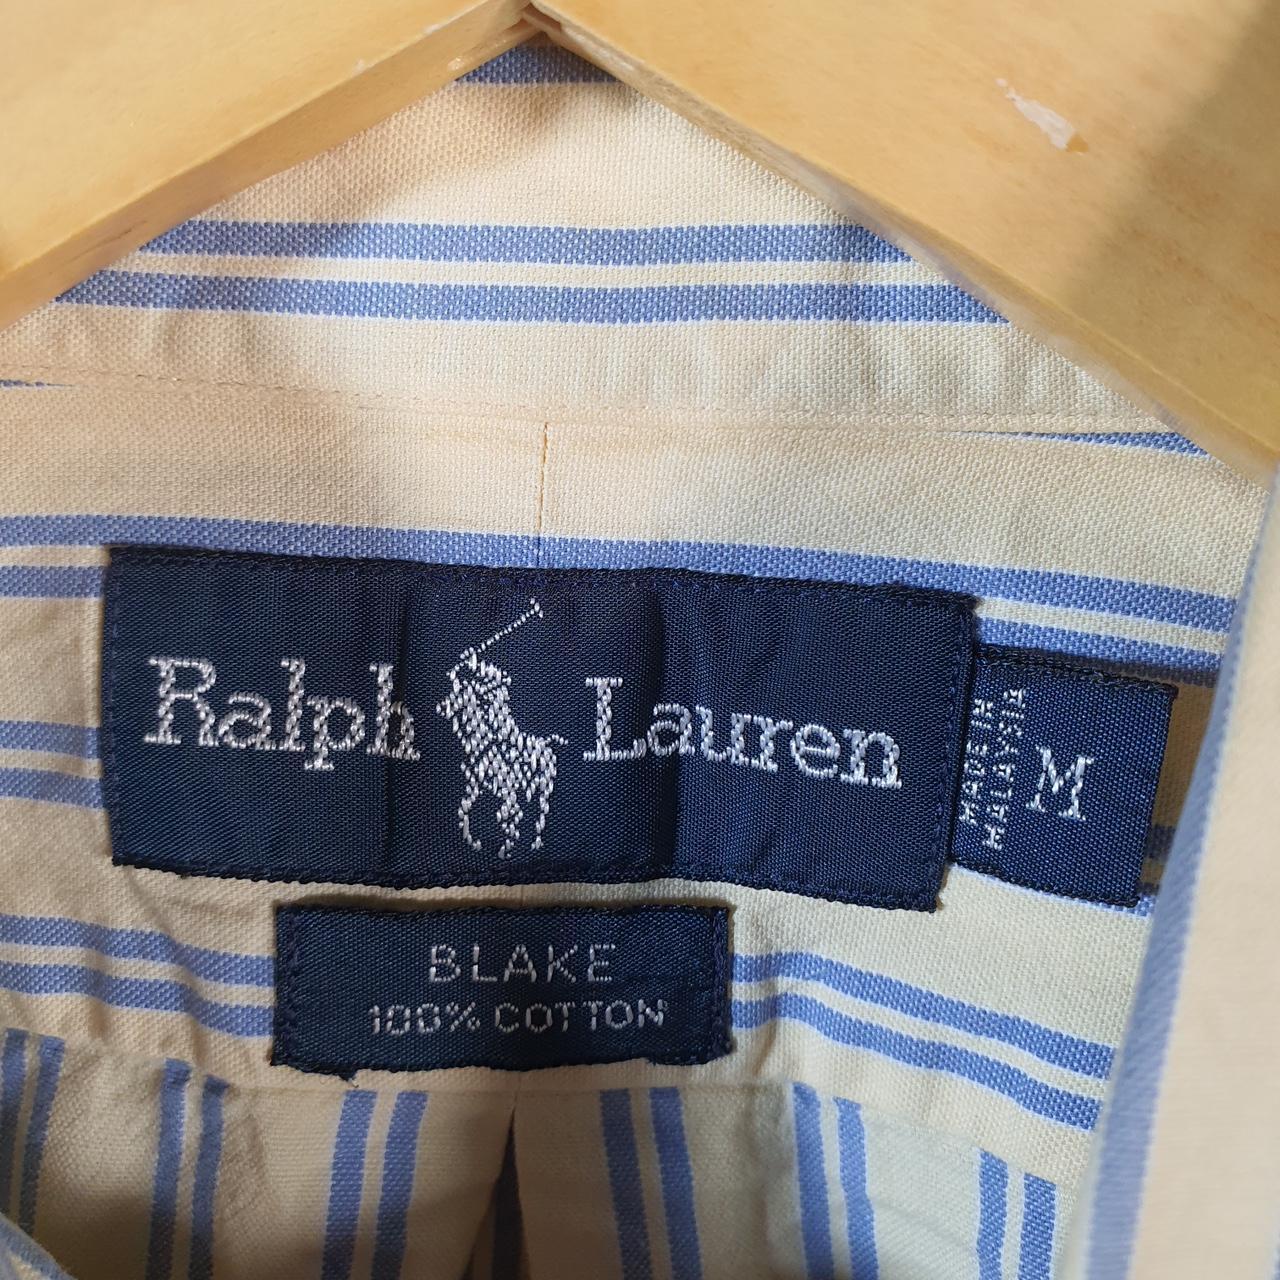 Ralph Lauren
MADE IN
MALAYSIA
M
BLAKE
100% COTTON